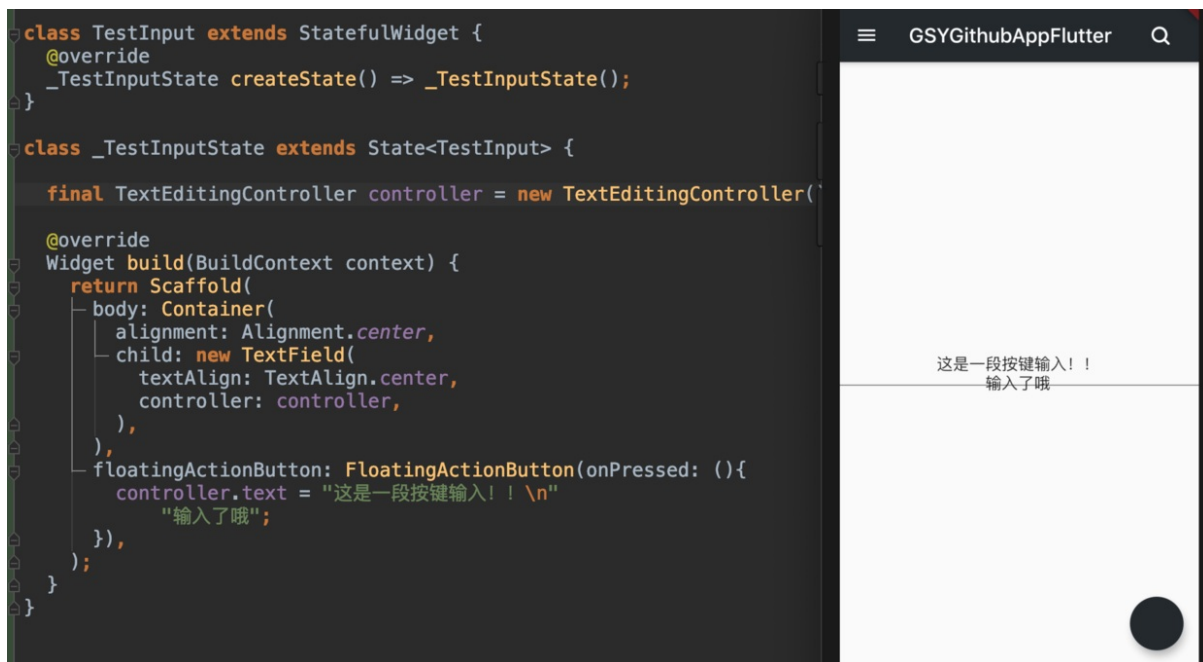 class TestInput extends StatefulWidget {
  @override
  _TestInputState createState() => _TestInputState();
}
class _TestInputState extends State<TestInput> {
  final TextEditingController controller = new TextEditingController(
  @override
  Widget build(BuildContext context) {
    return Scaffold(
      body: Container(
        alignment: Alignment.center,
        child: new TextField(
          textAlign: TextAlign.center,
          controller: controller,
        ),
      ),
      floatingActionButton: FloatingActionButton(onPressed: (){
        controller.text = "这是一段按键输入！！\n"
            "输入了哦";
      }),
    );
  }
}
GSYGithubAppFlutter
这是一段按键输入！！
输入了哦